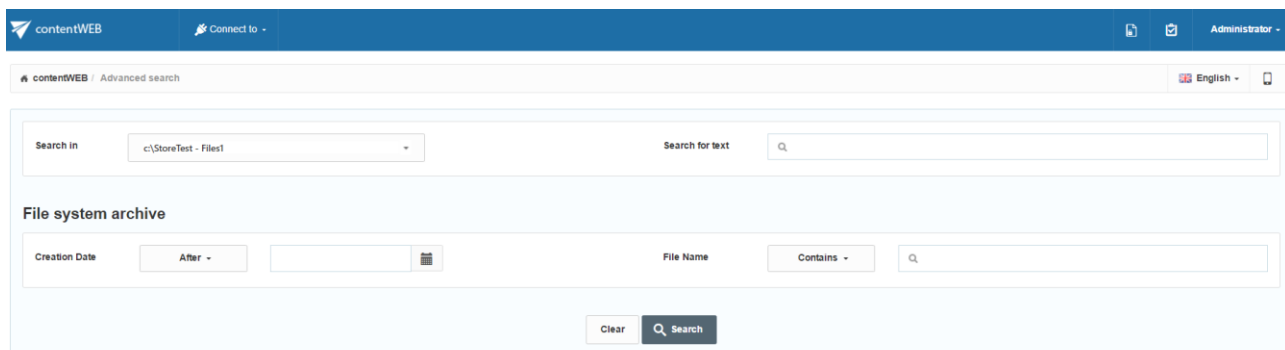 contentWEB Connect to Administrator
contentWEB / Advanced search English
Search in c:\StoreTest - Files1 Search for text
File system archive
Creation Date After File Name Contains
Clear Search